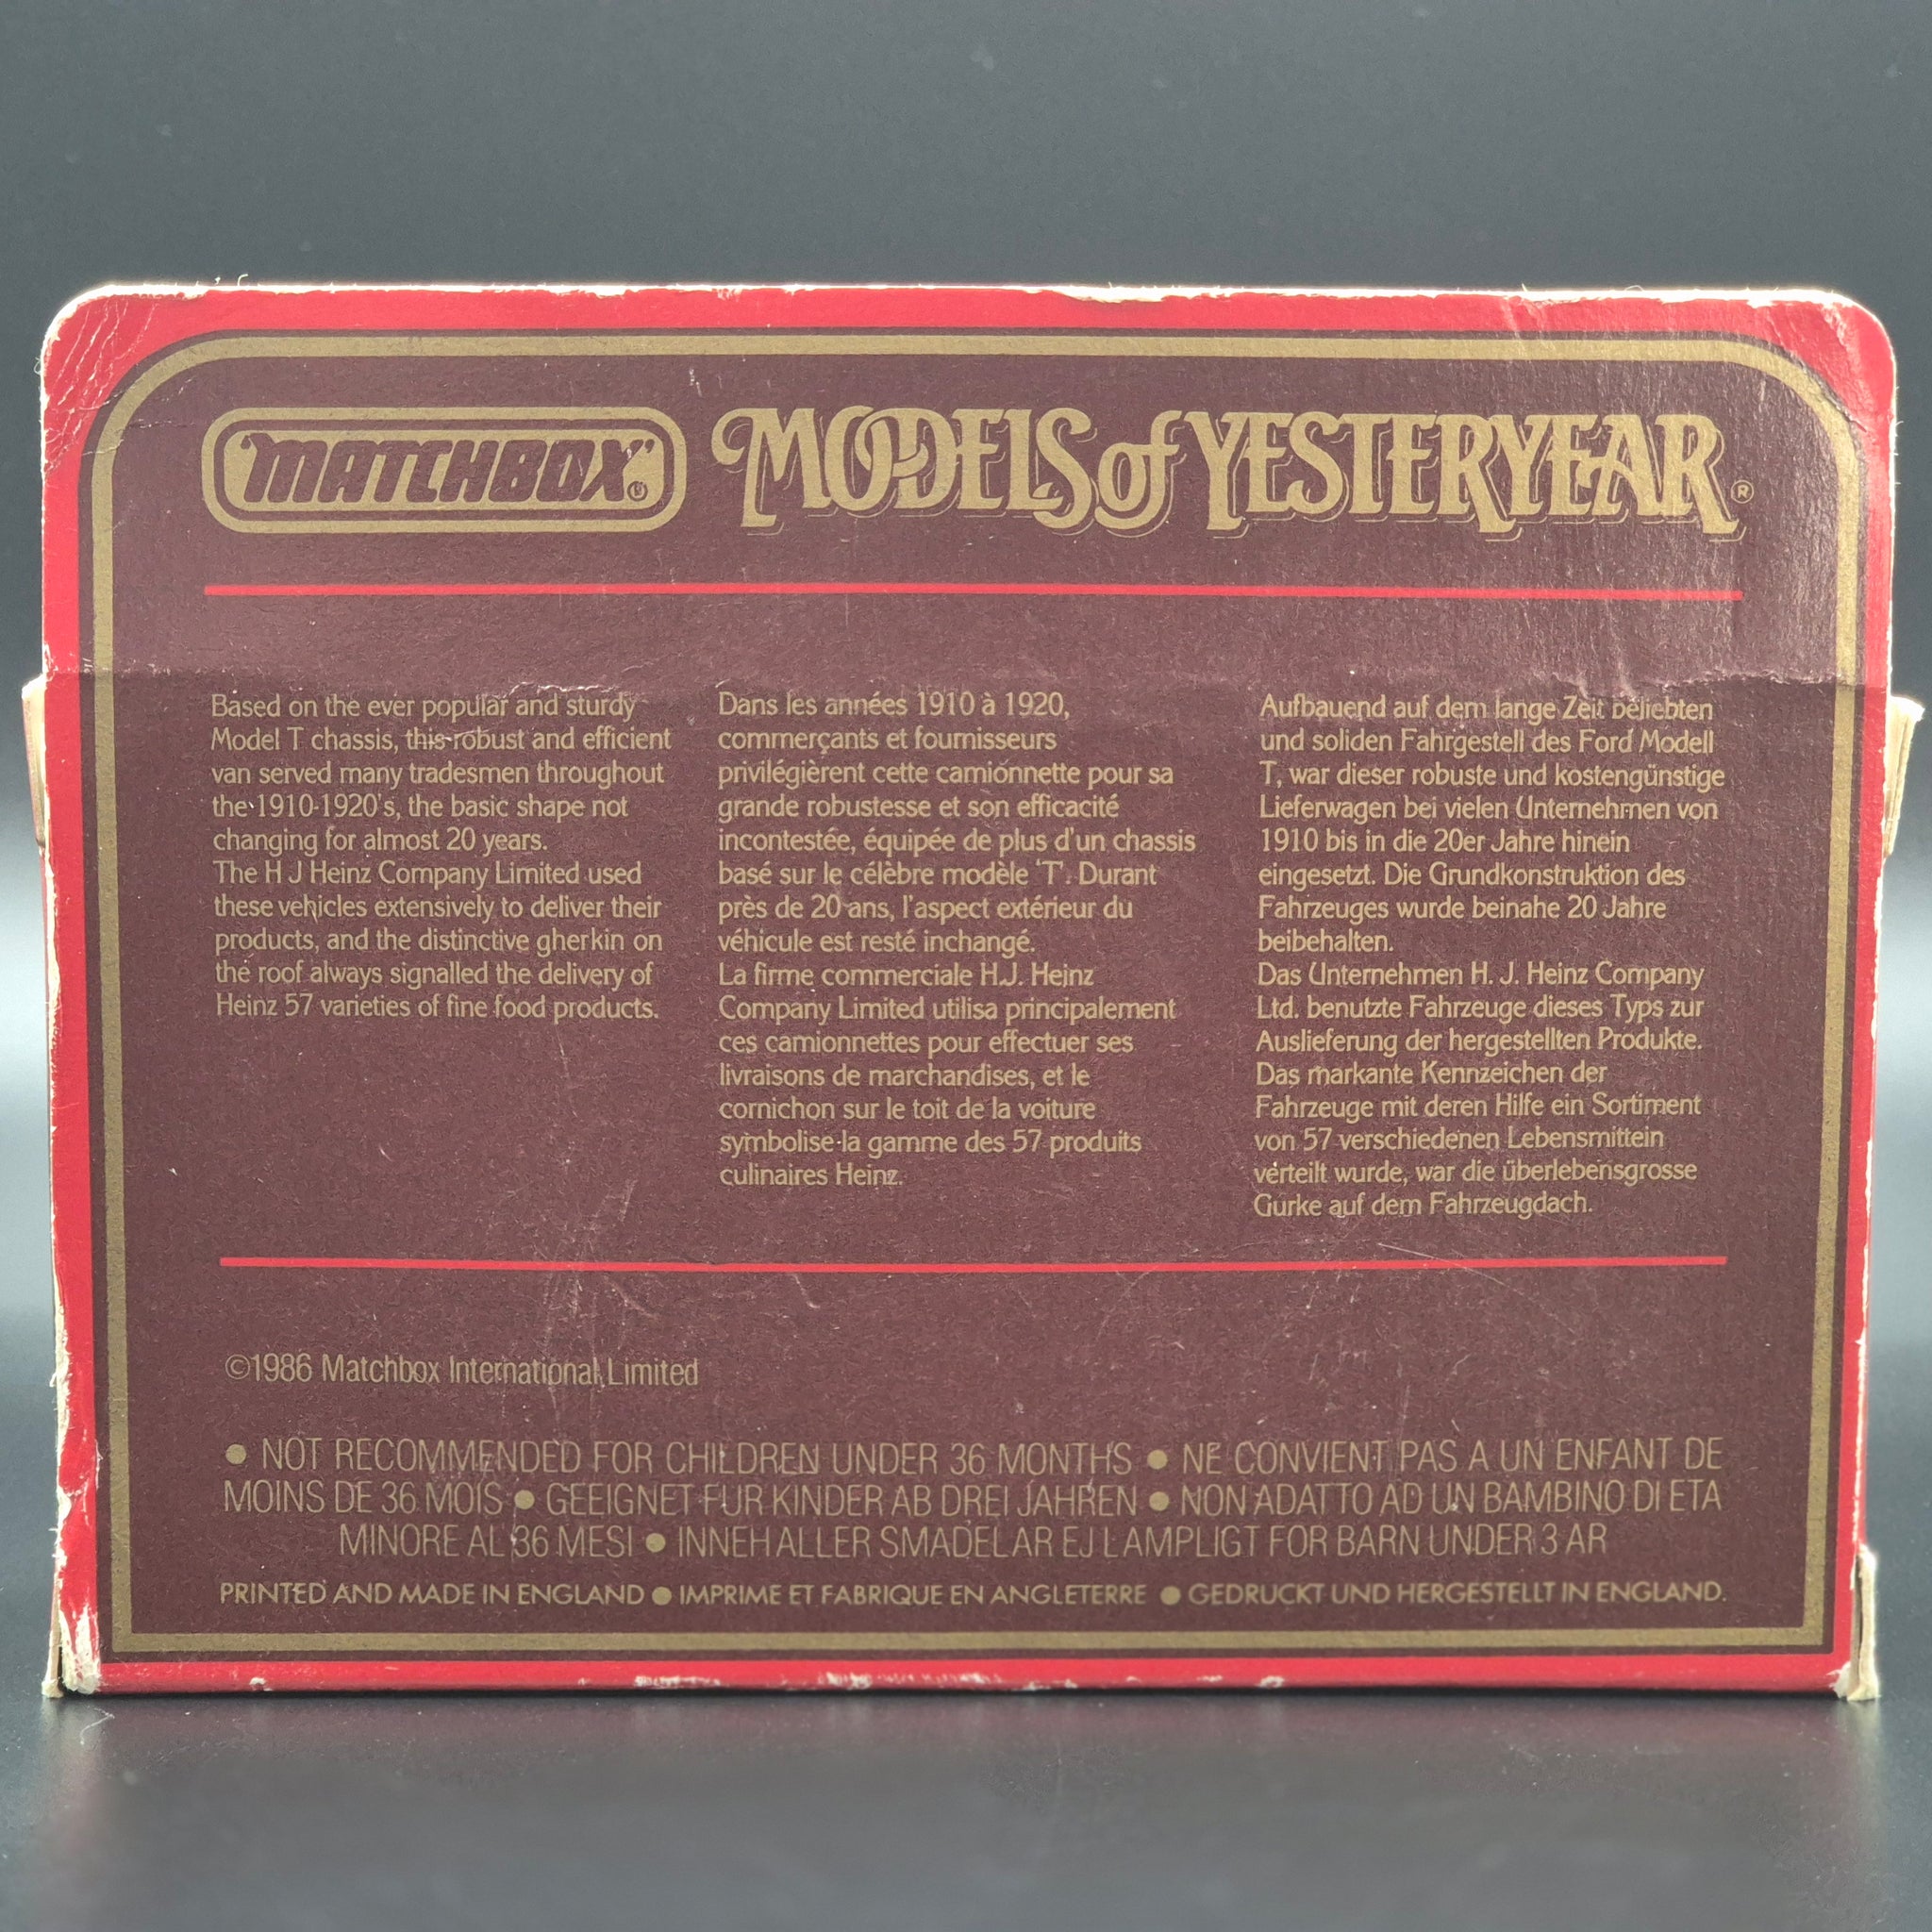 "MATCHBOX"® MODELS of YESTERYEAR®
Based on the ever popular and sturdy
Model T chassis, this robust and efficient
van served many tradesmen throughout
the 1910-1920's, the basic shape not
changing for almost 20 years.
The H J Heinz Company Limited used
these vehicles extensively to deliver their
products, and the distinctive gherkin on
the roof always signalled the delivery of
Heinz 57 varieties of fine food products.
Dans les années 1910 à 1920,
commerçants et fournisseurs
privilégièrent cette camionnette pour sa
grande robustesse et son efficacité
incontestée, équipée de plus d'un chassis
basé sur le célèbre modèle 'T'. Durant
près de 20 ans, l'aspect extérieur du
véhicule est resté inchangé.
La firme commerciale H.J. Heinz
Company Limited utilisa principalement
ces camionnettes pour effectuer ses
livraisons de marchandises, et le
cornichon sur le toit de la voiture
symbolise la gamme des 57 produits
culinaires Heinz.
Aufbauend auf dem lange Zeit beliebten
und soliden Fahrgestell des Ford Modell
T, war dieser robuste und kostengünstige
Lieferwagen bei vielen Unternehmen von
1910 bis in die 20er Jahre hinein
eingesetzt. Die Grundkonstruktion des
Fahrzeuges wurde beinahe 20 Jahre
beibehalten.
Das Unternehmen H. J. Heinz Company
Ltd. benutzte Fahrzeuge dieses Typs zur
Auslieferung der hergestellten Produkte.
Das markante Kennzeichen der
Fahrzeuge mit deren Hilfe ein Sortiment
von 57 verschiedenen Lebensmittein
verteilt wurde, war die überlebensgrosse
Gurke auf dem Fahrzeugdach.
©1986 Matchbox International Limited
● NOT RECOMMENDED FOR CHILDREN UNDER 36 MONTHS ● NE CONVIENT PAS A UN ENFANT DE
MOINS DE 36 MOIS ● GEEIGNET FUR KINDER AB DREI JAHREN ● NON ADATTO AD UN BAMBINO DI ETA
MINORE AL 36 MESI ● INNEHALLER SMADELAR EJ LAMPLIGT FOR BARN UNDER 3 AR
PRINTED AND MADE IN ENGLAND ● IMPRIME ET FABRIQUE EN ANGLETERRE ● GEDRUCKT UND HERGESTELLT IN ENGLAND.